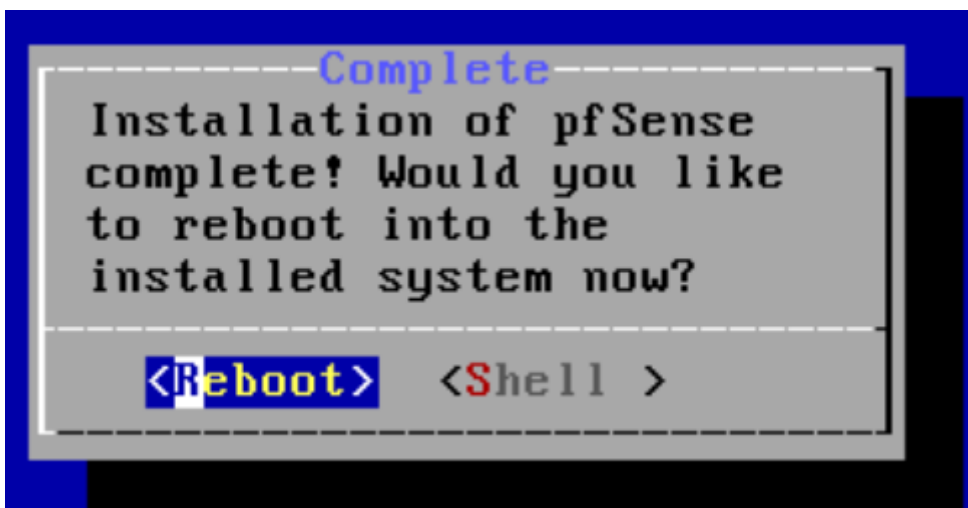 Complete
Installation of pfSense
complete! Would you like
to reboot into the
installed system now?
<Reboot> <Shell >